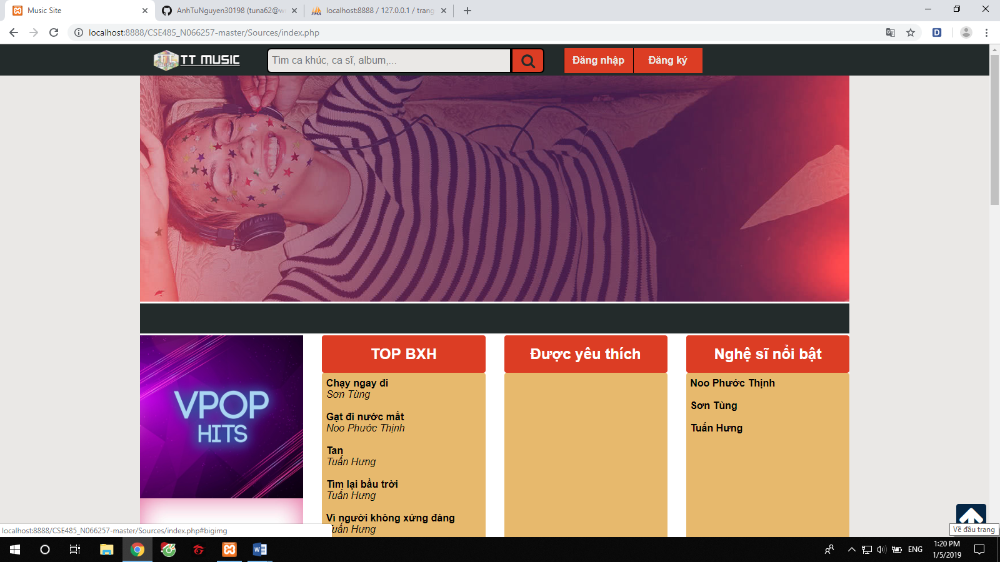 Music Site
AnhTuNguyen30198 (tuna62@w
localhost:8888 / 127.0.0.1 / trang
localhost:8888/CSE485_N066257-master/Sources/index.php
TT MUSIC
Tìm ca khúc, ca sĩ, album,...
Đăng nhập
Đăng ký
VPOP
HITS
TOP BXH
Chạy ngay đi
Sơn Tùng
Gạt đi nước mắt
Noo Phước Thịnh
Tan
Tuấn Hưng
Tìm lại bầu trời
Tuấn Hưng
Vì người không xứng đáng
Tuấn Hưng
Được yêu thích
Nghệ sĩ nổi bật
Noo Phước Thịnh
Sơn Tùng
Tuấn Hưng
Về đầu trang
localhost:8888/CSE485_N066257-master/Sources/index.php#bigimg
ENG
1:20 PM
1/5/2019